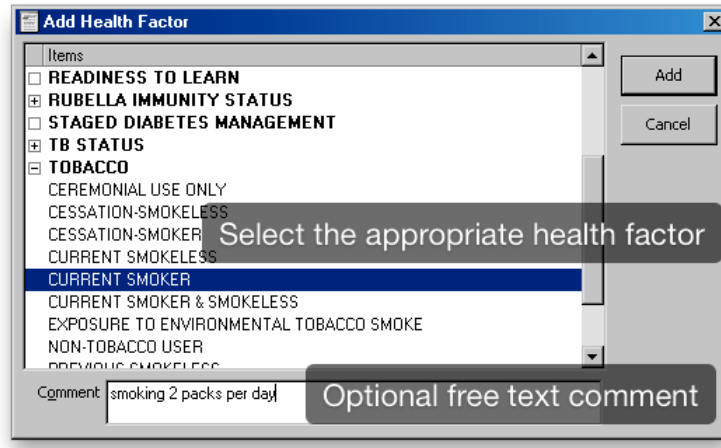 Add Health Factor
Items
READINESS TO LEARN
RUBELLA IMMUNITY STATUS
STAGED DIABETES MANAGEMENT
TB STATUS
TOBACCO
CEREMONIAL USE ONLY
CESSATION-SMOKELESS
CESSATION-SMOKER
CURRENT SMOKELESS
CURRENT SMOKER
CURRENT SMOKER & SMOKELESS
EXPOSURE TO ENVIRONMENTAL TOBACCO SMOKE
NON-TOBACCO USER
PREVIOUS SMOKELESS
Add
Cancel
Select the appropriate health factor
Comment smoking 2 packs per day
Optional free text comment